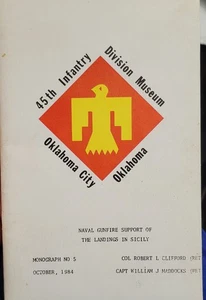 45th Infantry Division Museum
Oklahoma City Oklahoma
NAVAL GUNFIRE SUPPORT OF
THE LANDINGS IN SICILY
MONOGRAPH NO 5
COL ROBERT L CLIFFORD
OCTOBER, 1984
CAPT WILLIAM J MADDOCKS